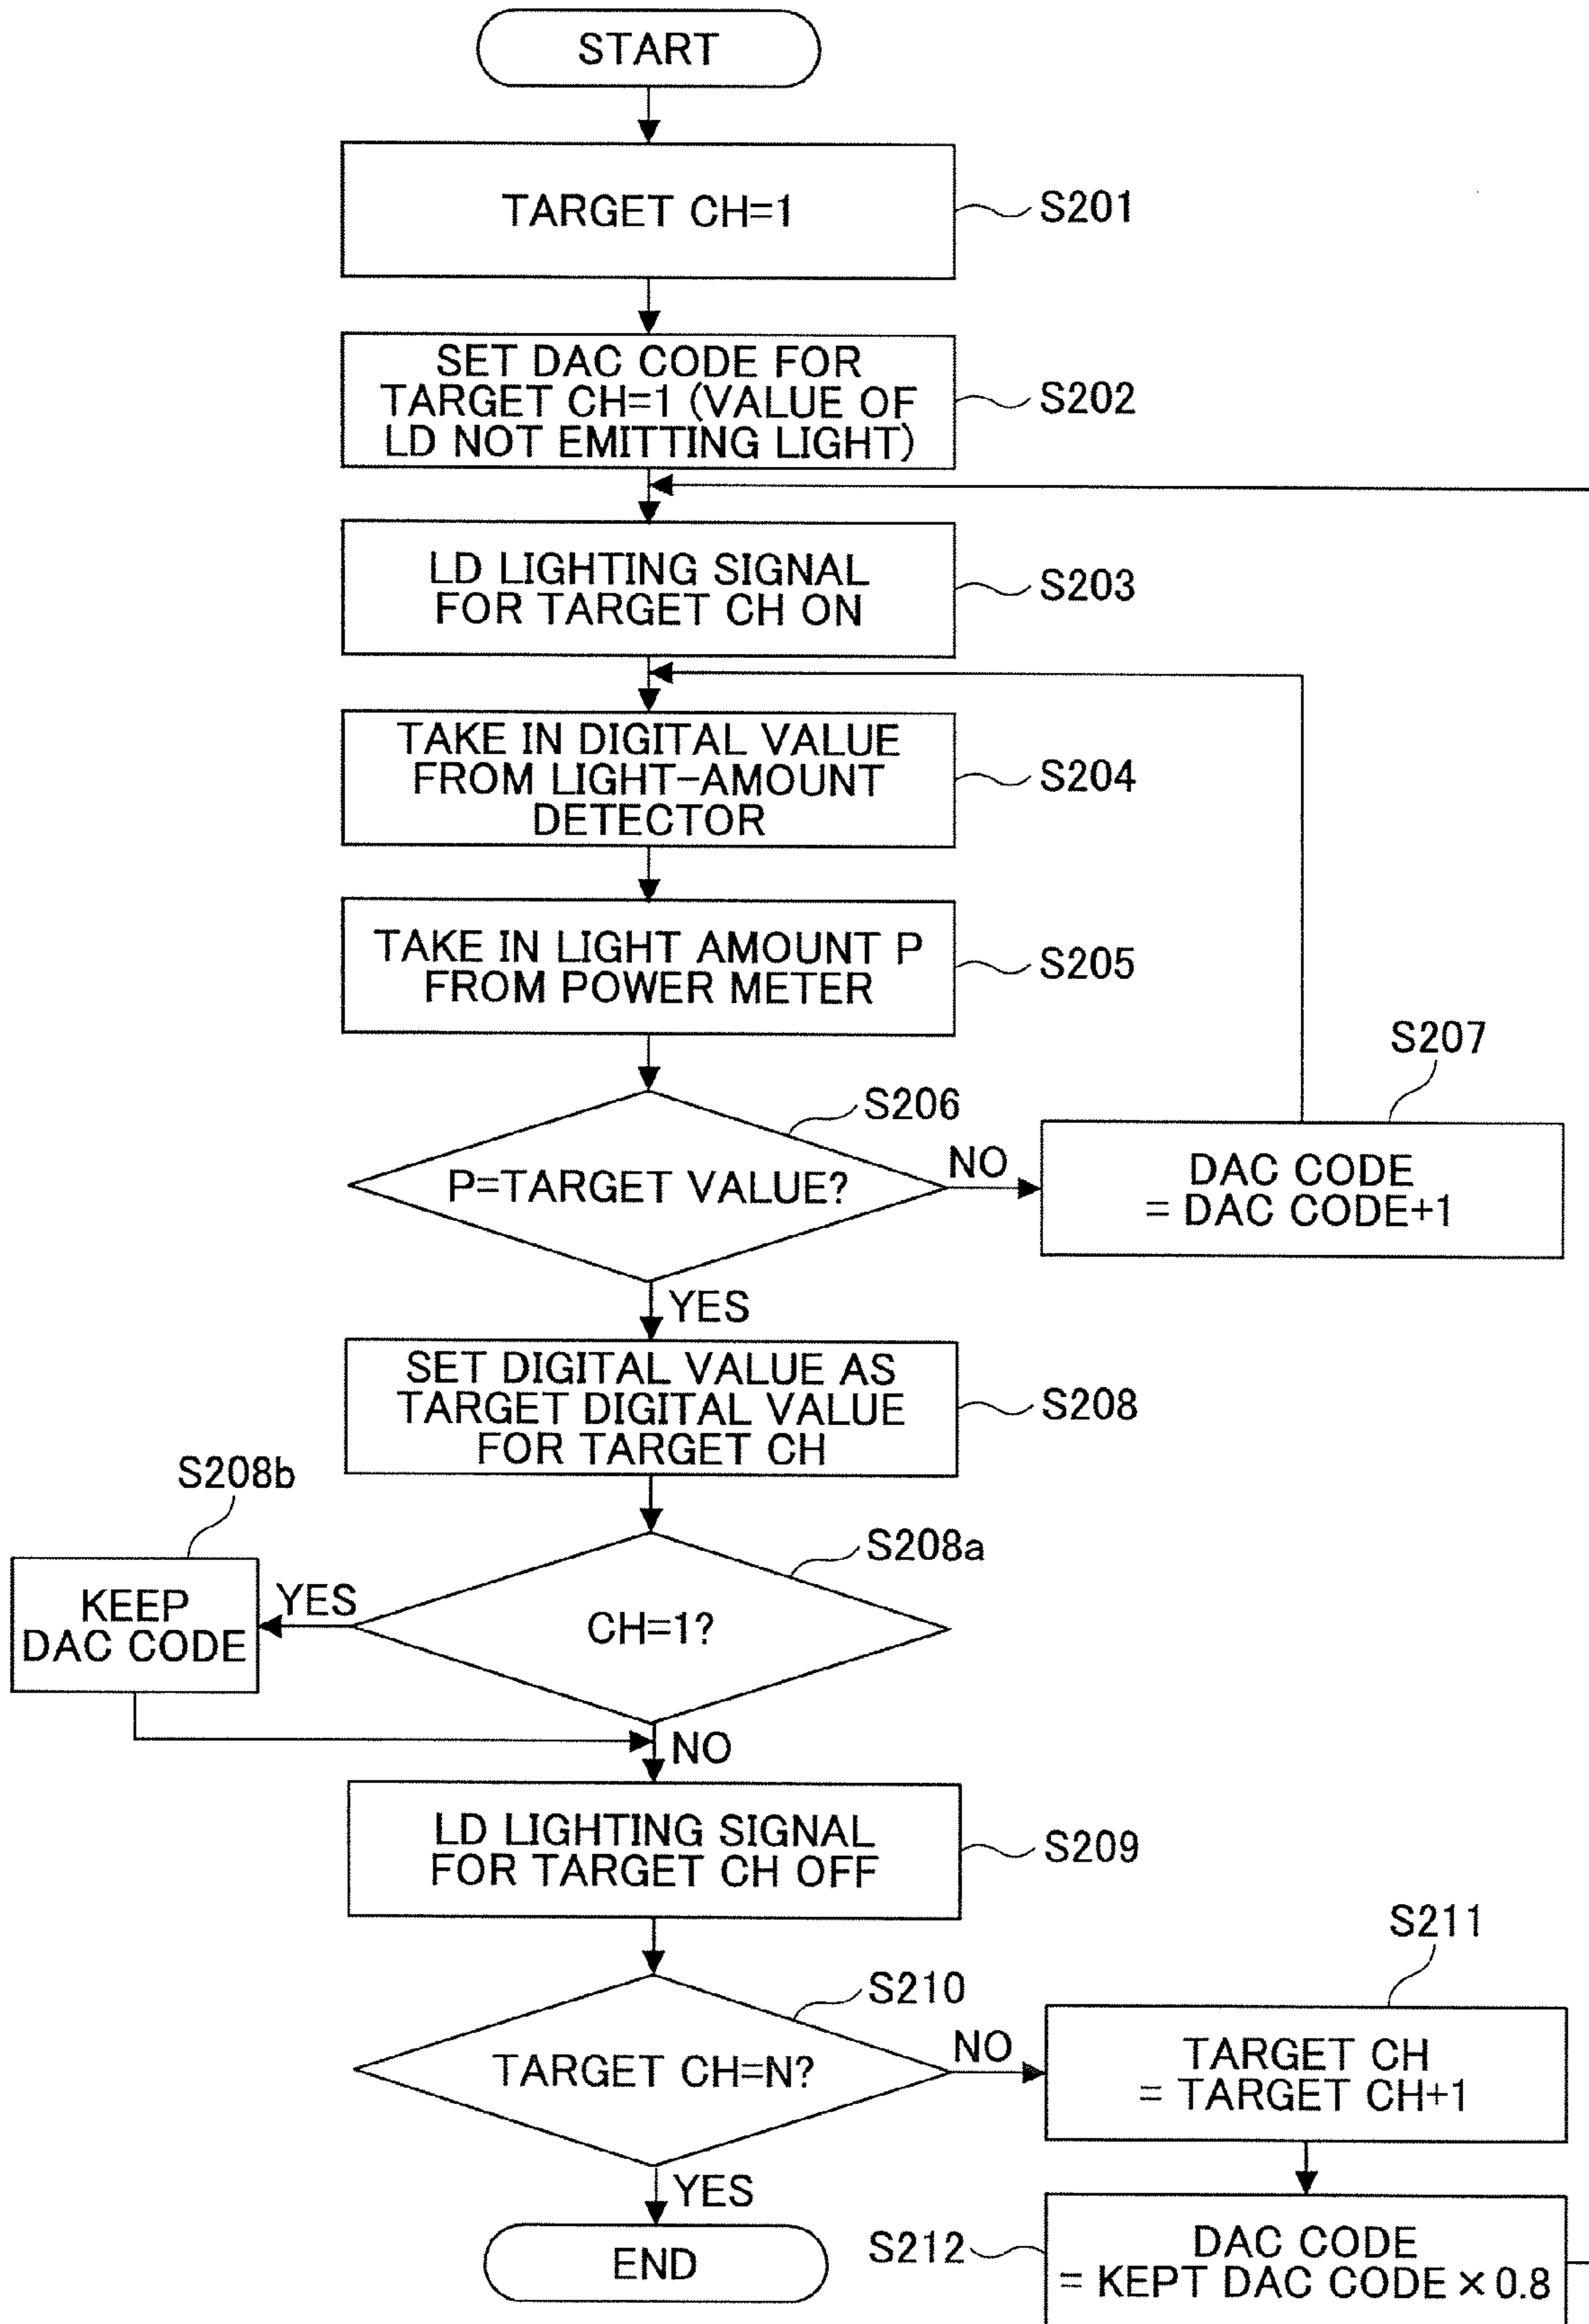 START
TARGET CH=1
S201
SET DAC CODE FOR
TARGET CH=1 (VALUE OF
LD NOT EMITTING LIGHT)
S202
LD LIGHTING SIGNAL
FOR TARGET CH ON
S203
TAKE IN DIGITAL VALUE
FROM LIGHT-AMOUNT
DETECTOR
S204
TAKE IN LIGHT AMOUNT P
FROM POWER METER
S205
S206
P=TARGET VALUE?
NO
S207
DAC CODE
= DAC CODE+1
YES
SET DIGITAL VALUE AS
TARGET DIGITAL VALUE
FOR TARGET CH
S208
S208a
CH=1?
YES
S208b
KEEP
DAC CODE
NO
LD LIGHTING SIGNAL
FOR TARGET CH OFF
S209
S210
TARGET CH=N?
NO
S211
TARGET CH
= TARGET CH+1
YES
END
S212
DAC CODE
= KEPT DAC CODE×0.8